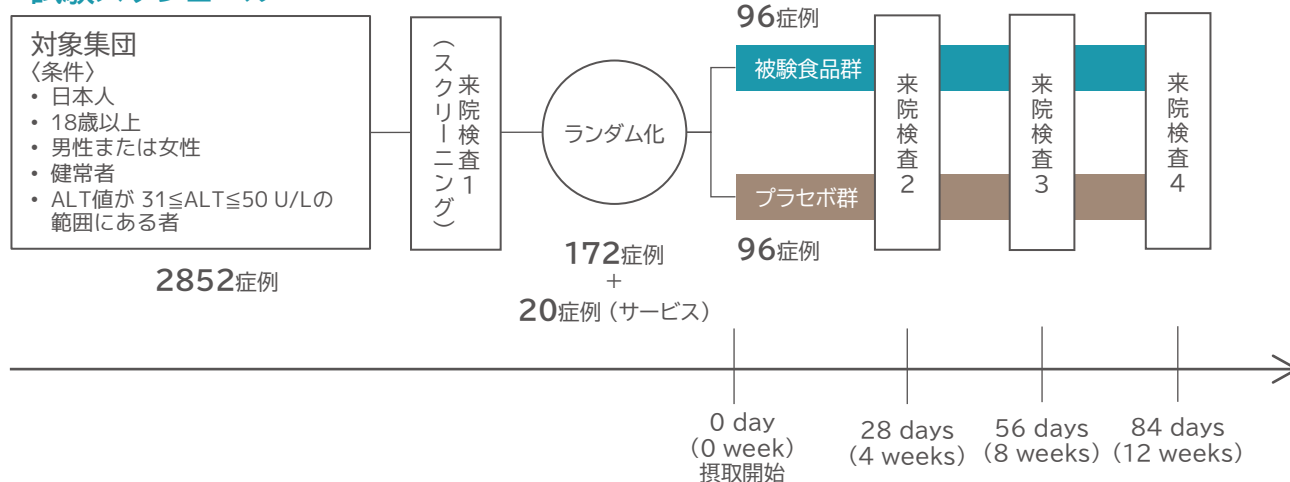 対象集団
〈条件〉
• 日本人
• 18歳以上
• 男性または女性
• 健常者
• ALT値が 31≦ALT≦50 U/Lの
範囲にある者
2852症例
来院検査1
（スクリーニング）
ランダム化
172症例
+
20症例（サービス）
96症例
被験食品群
プラセボ群
96症例
来院検査2
来院検査3
来院検査4
0 day
(0 week)
摂取開始
28 days
(4 weeks)
56 days
(8 weeks)
84 days
(12 weeks)